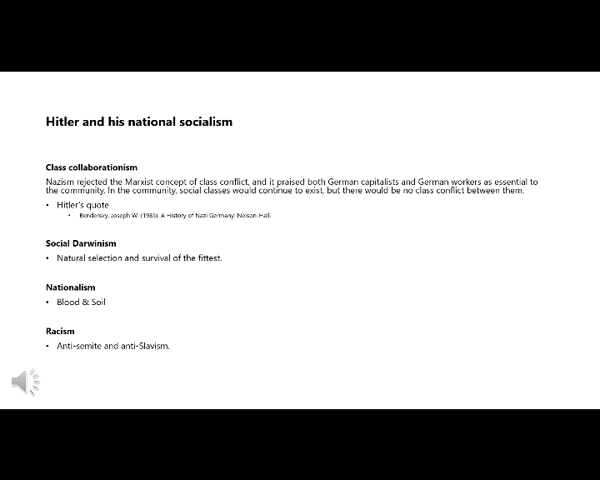 Hitler and his national socialism
Class collaborationism
Nazism rejected the Marxist concept of class conflict, and it praised both German capitalists and German workers as essential to
the community. In the community, social classes would continue to exist, but there would be no class conflict between them.
• Hitler's quote
• Bendersky, Joseph W. (1985). A History of Nazi Germany. Nelson-Hall.
Social Darwinism
• Natural selection and survival of the fittest.
Nationalism
• Blood & Soil
Racism
• Anti-semite and anti-Slavism.